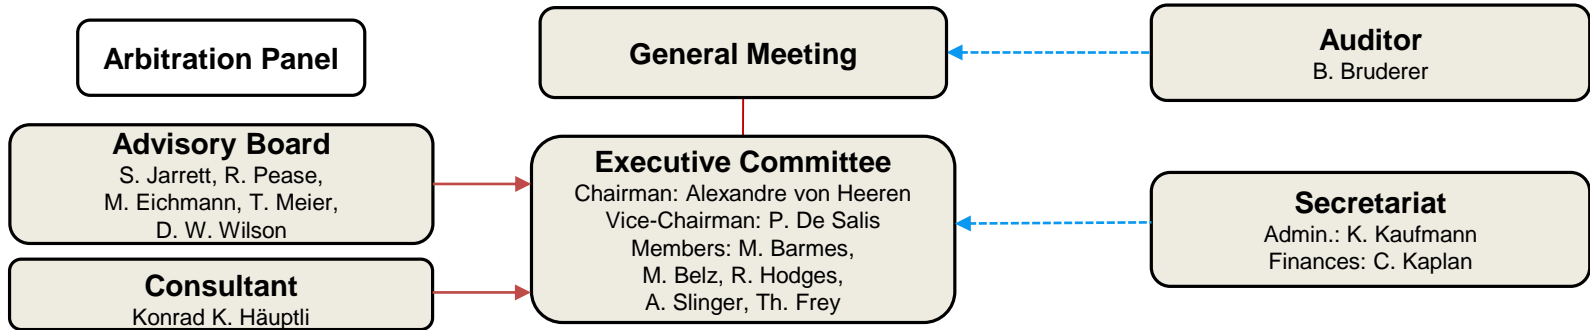 Arbitration Panel
General Meeting
Auditor
B. Bruderer
Advisory Board
S. Jarrett, R. Pease,
M. Eichmann, T. Meier,
D. W. Wilson
Executive Committee
Chairman: Alexandre von Heeren
Vice-Chairman: P. De Salis
Members: M. Barmes,
M. Belz, R. Hodges,
A. Slinger, Th. Frey
Secretariat
Admin.: K. Kaufmann
Finances: C. Kaplan
Consultant
Konrad K. Häuptli